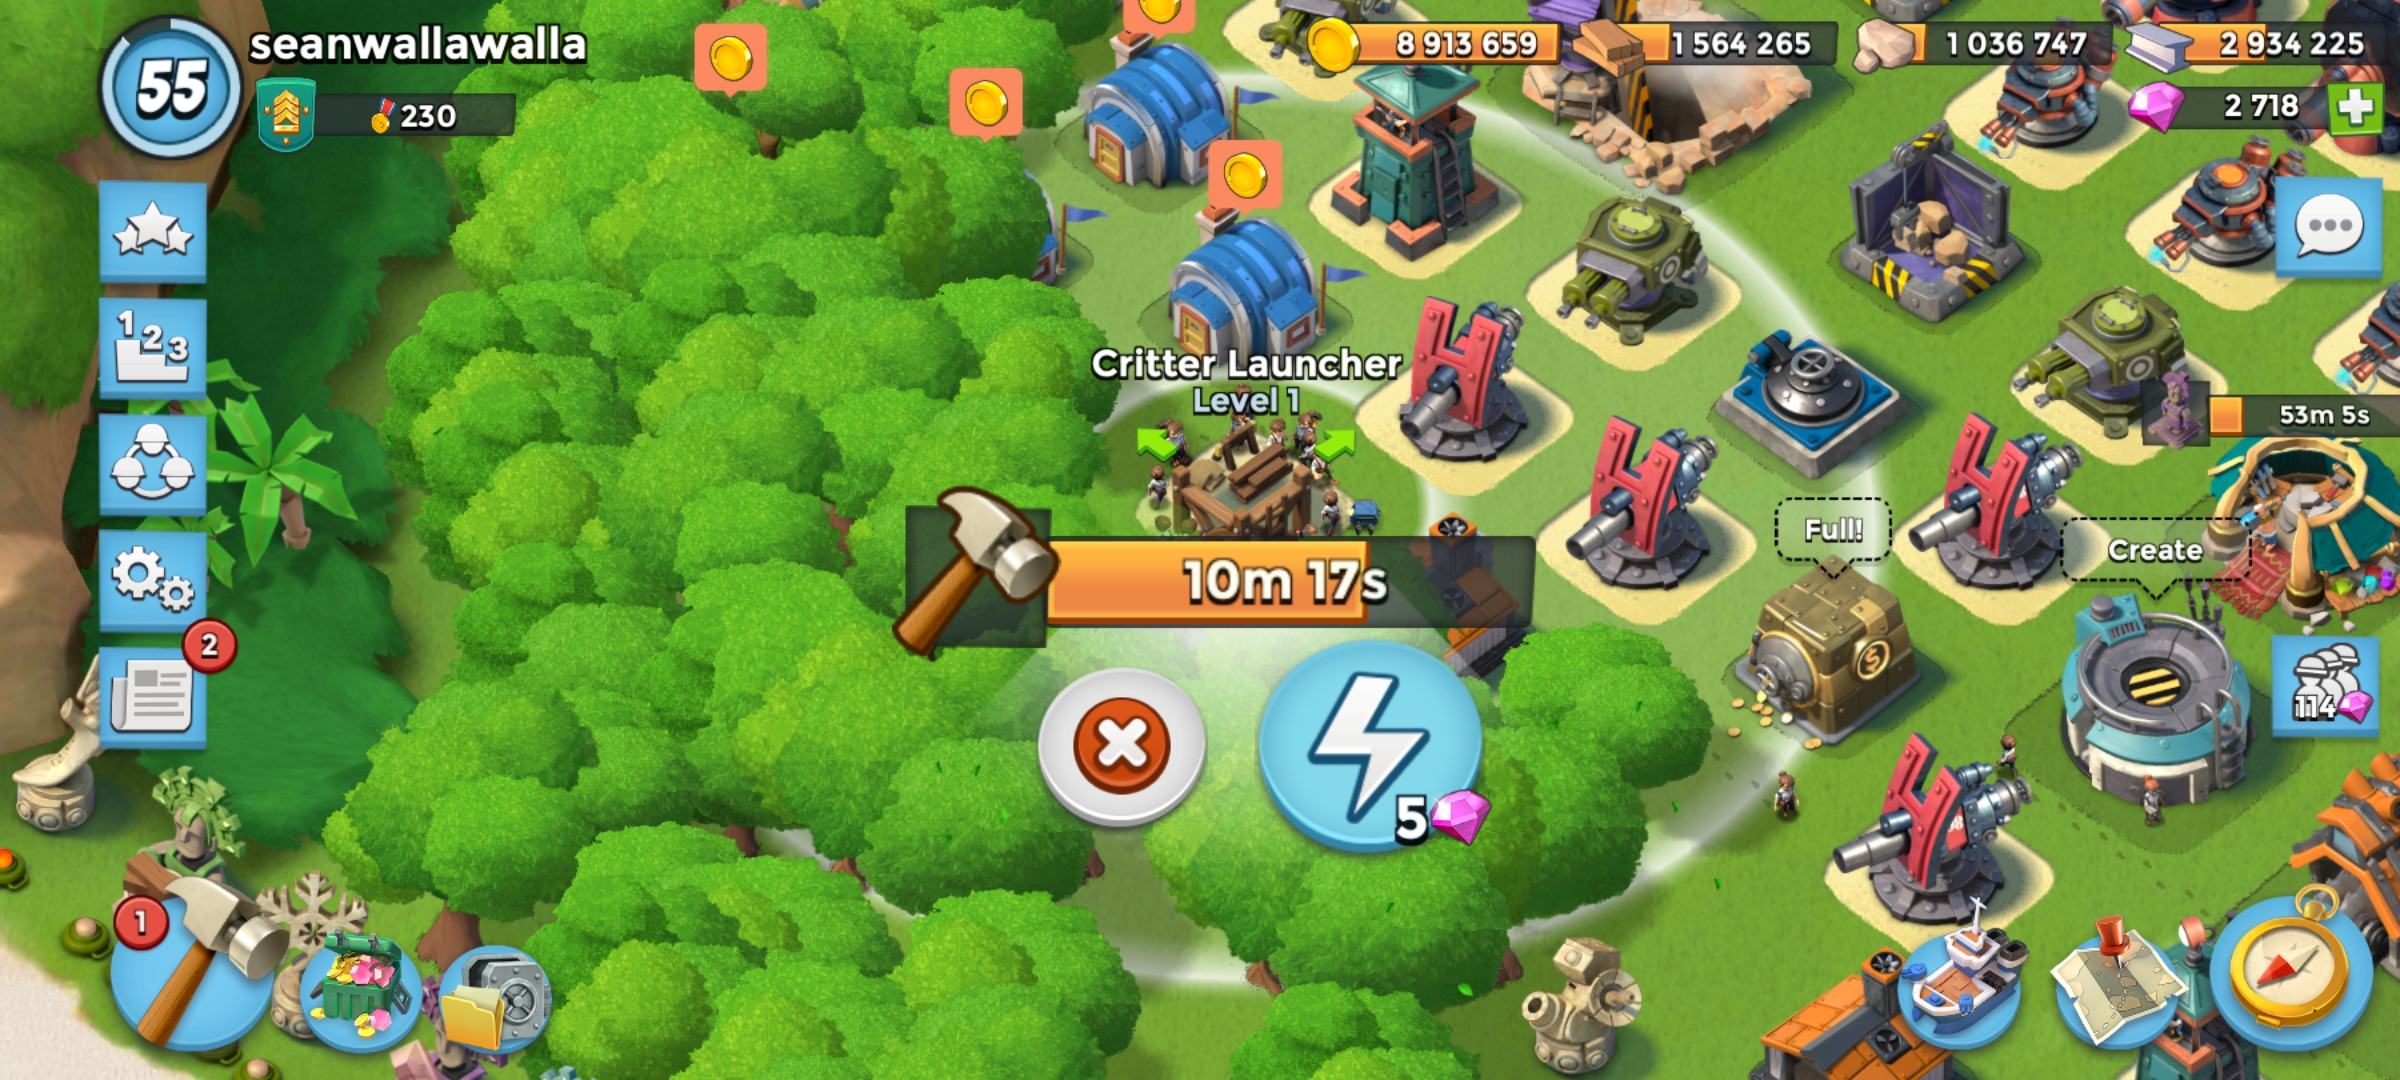 55
seanwallawalla
230
8 913 659
1 564 265
1 036 747
2 934 225
2 718
1 2 3
Critter Launcher
Level 1
53m 5s
Full!
Create
10m 17s
2
114
5
1